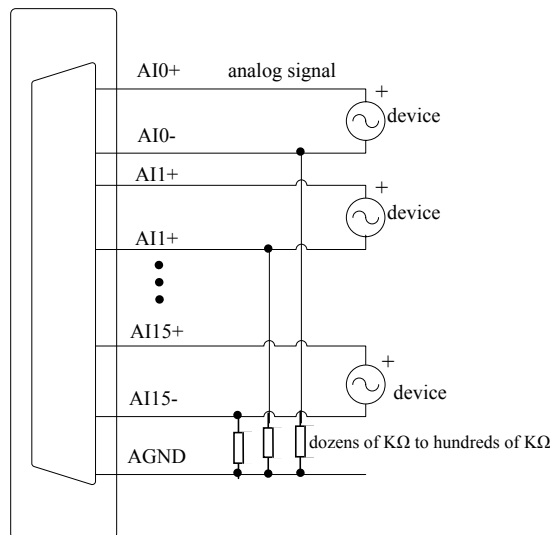 AI0+ analog signal
+
device
AI0-
AI1+
+
device
AI1+
AI15+
+
device
AI15-
dozens of KΩ to hundreds of KΩ
AGND